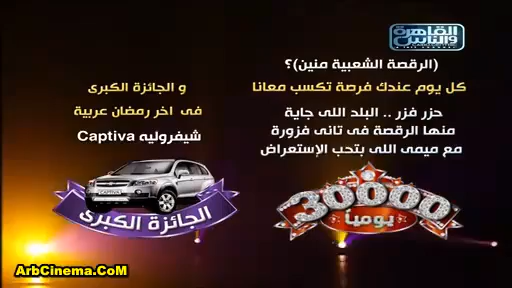 القاهرة
والناس
(الرقصة الشعبية منين)؟
كل يوم عندك فرصة تكسب معانا
حزر فزر .. البلد اللى جاية
منها الرقصة فى تانى فزورة
مع ميمى اللى بتحب الإستعراض
30000
يومياً
و الجائزة الكبرى
فى اخر رمضان عربية
شيفروليه Captiva
CAPTIVA
الجائزة الكبرى
ArbCinema.CoM